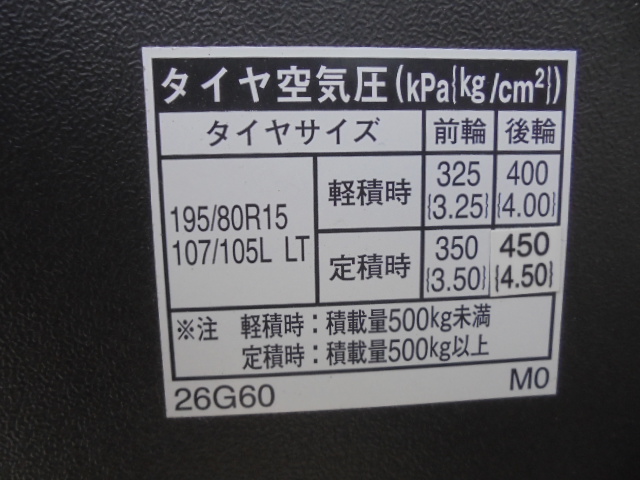 タイヤ空気圧(kPa{kg/cm²})
タイヤサイズ 前輪 後輪
195/80R15 107/105L LT
軽積時 325 {3.25} 400 {4.00}
定積時 350 {3.50} 450 {4.50}
※注 軽積時:積載量500kg未満
定積時:積載量500kg以上
26G60 M0